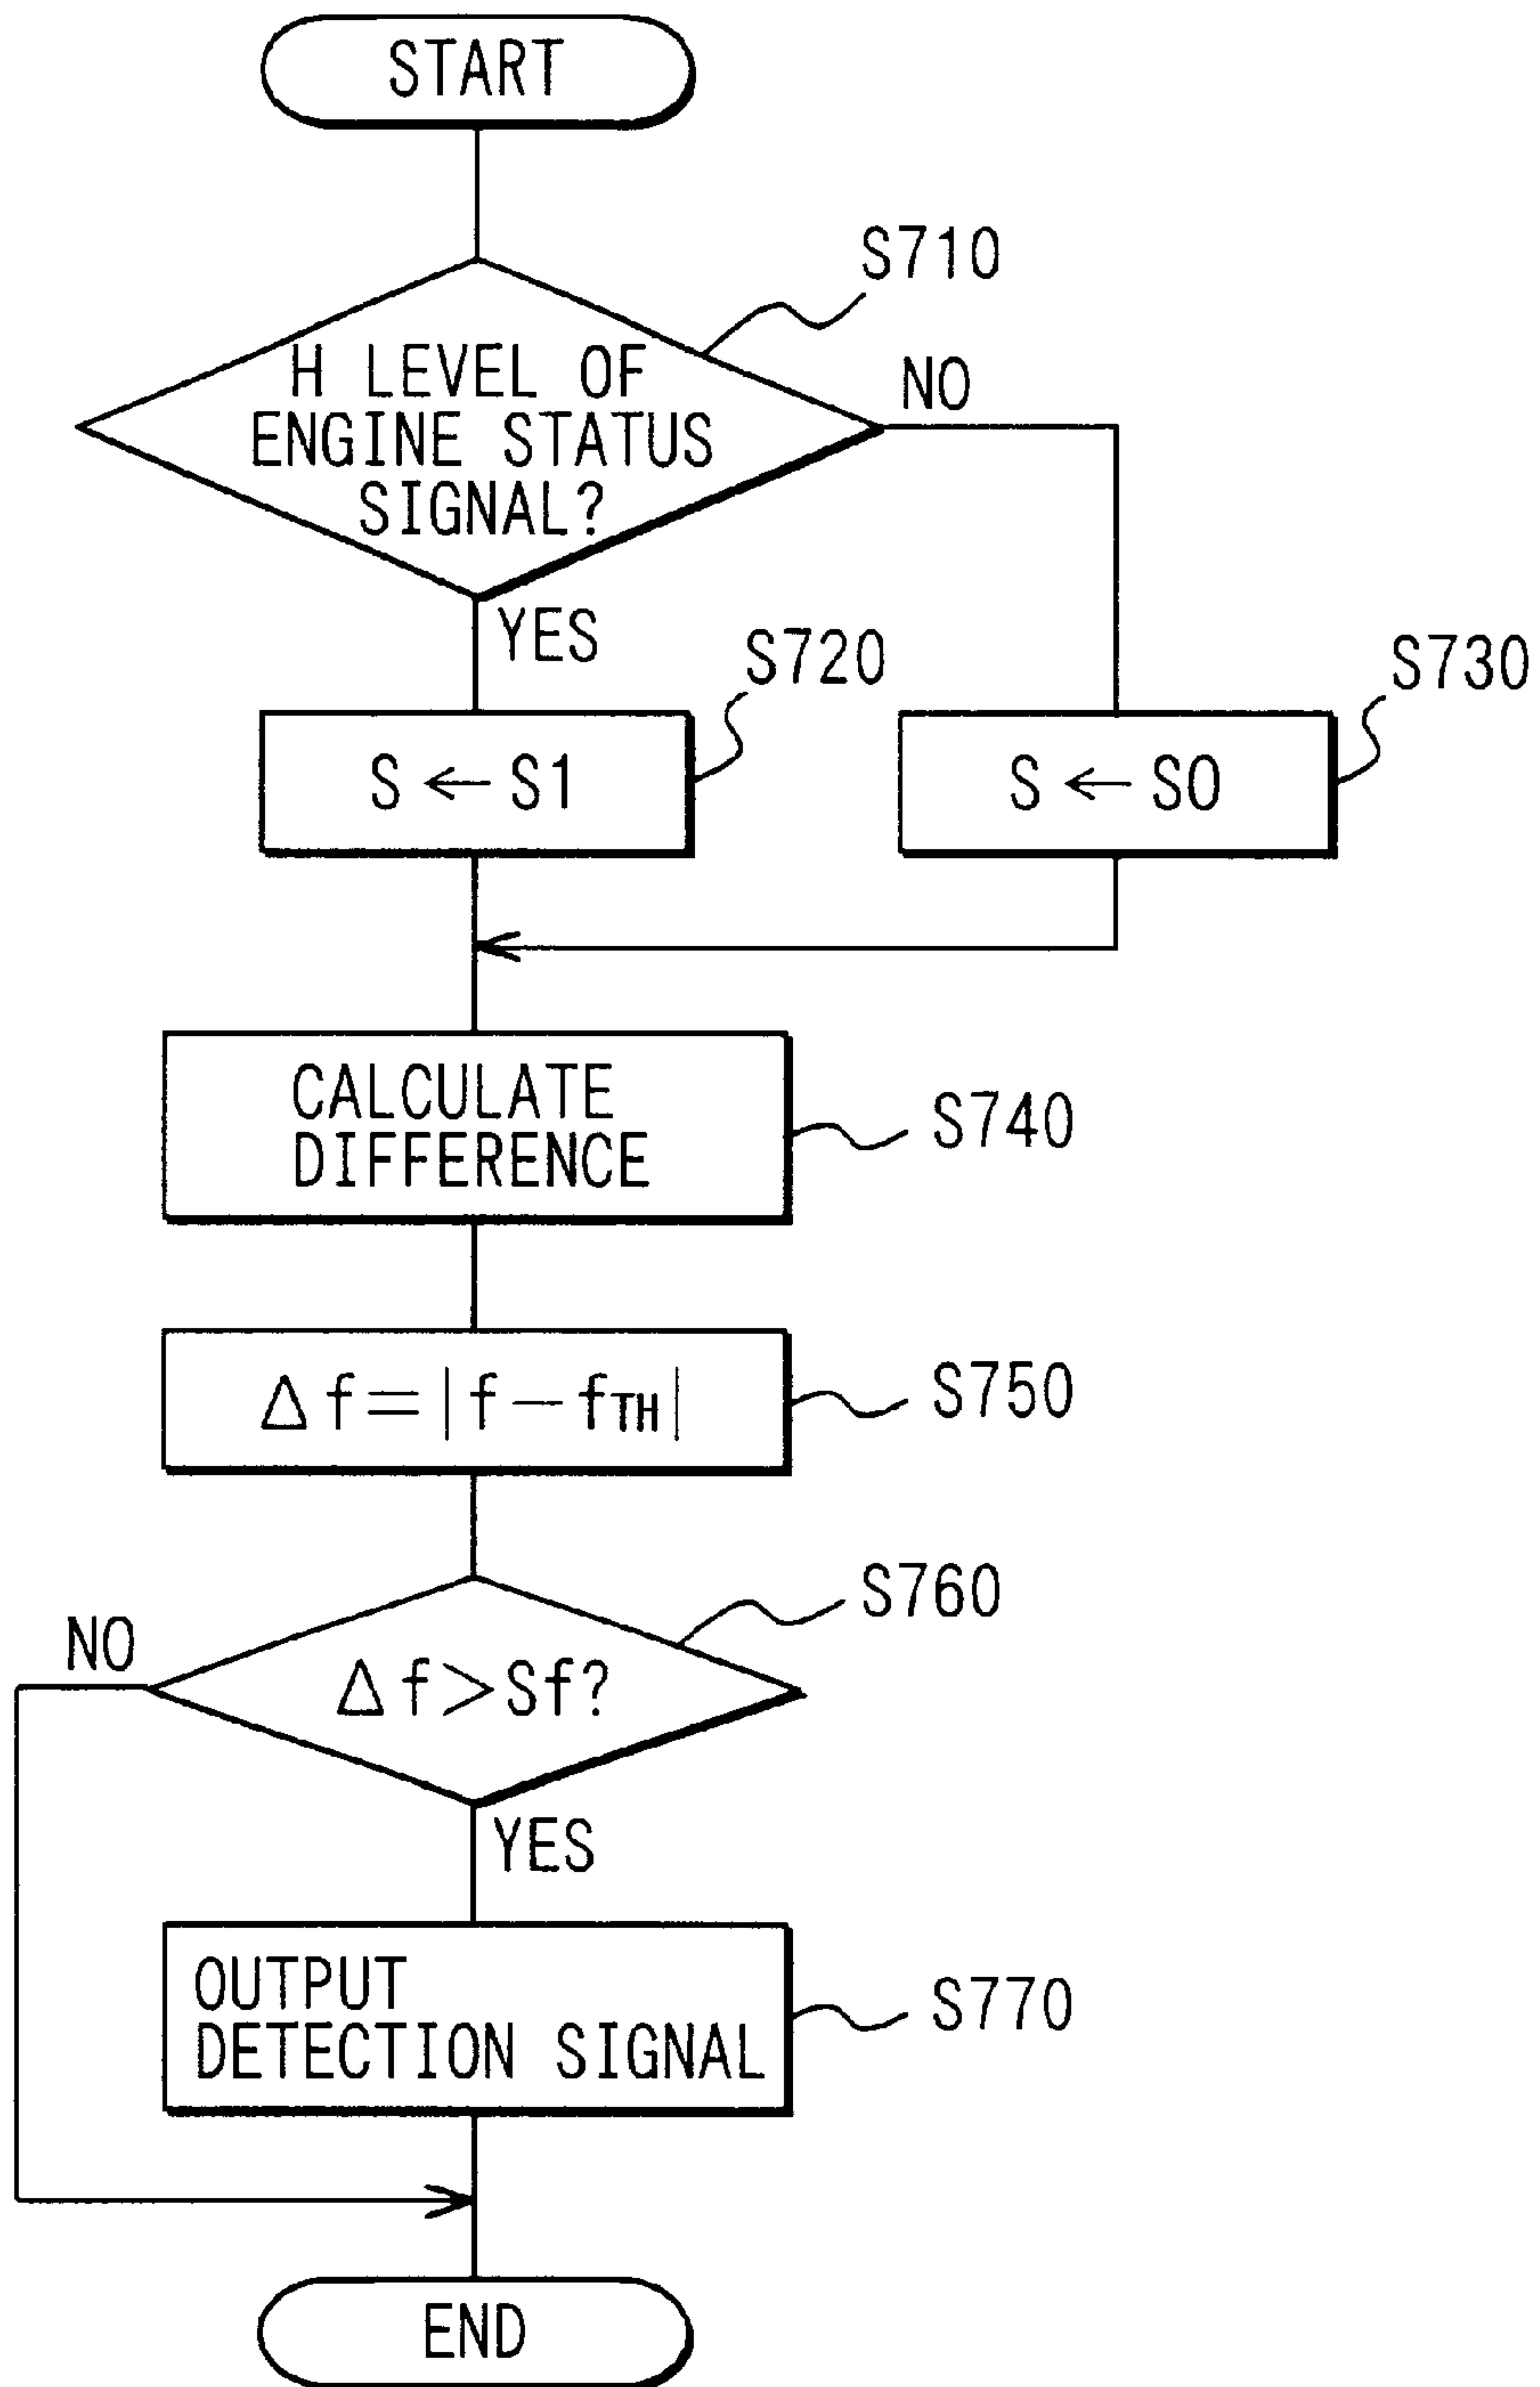 START
S710
H LEVEL OF
ENGINE STATUS
SIGNAL?
NO
YES
S720
S730
S ← S1
S ← S0
CALCULATE
DIFFERENCE
S740
Δf=|f−fTH|
S750
S760
NO
Δf>Sf?
YES
OUTPUT
DETECTION SIGNAL
S770
END